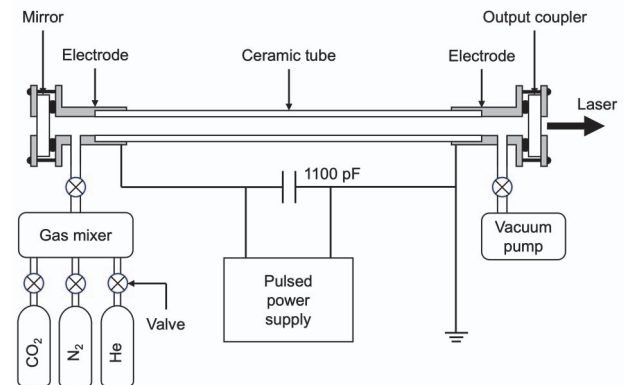 Mirror
Output coupler
Electrode
Ceramic tube
Electrode
Laser
1100 pF
Gas mixer
Vacuum
pump
Pulsed
power
supply
Valve
CO₂
N₂
He